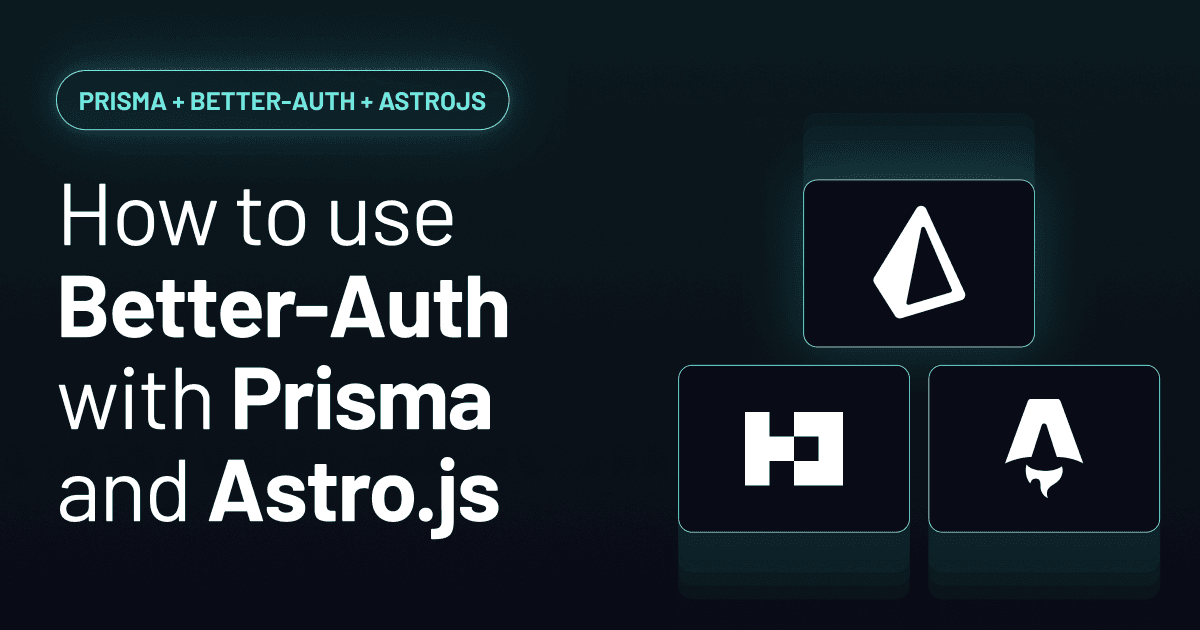 PRISMA + BETTER-AUTH + ASTROJS
How to use
Better-Auth
with Prisma
and Astro.js